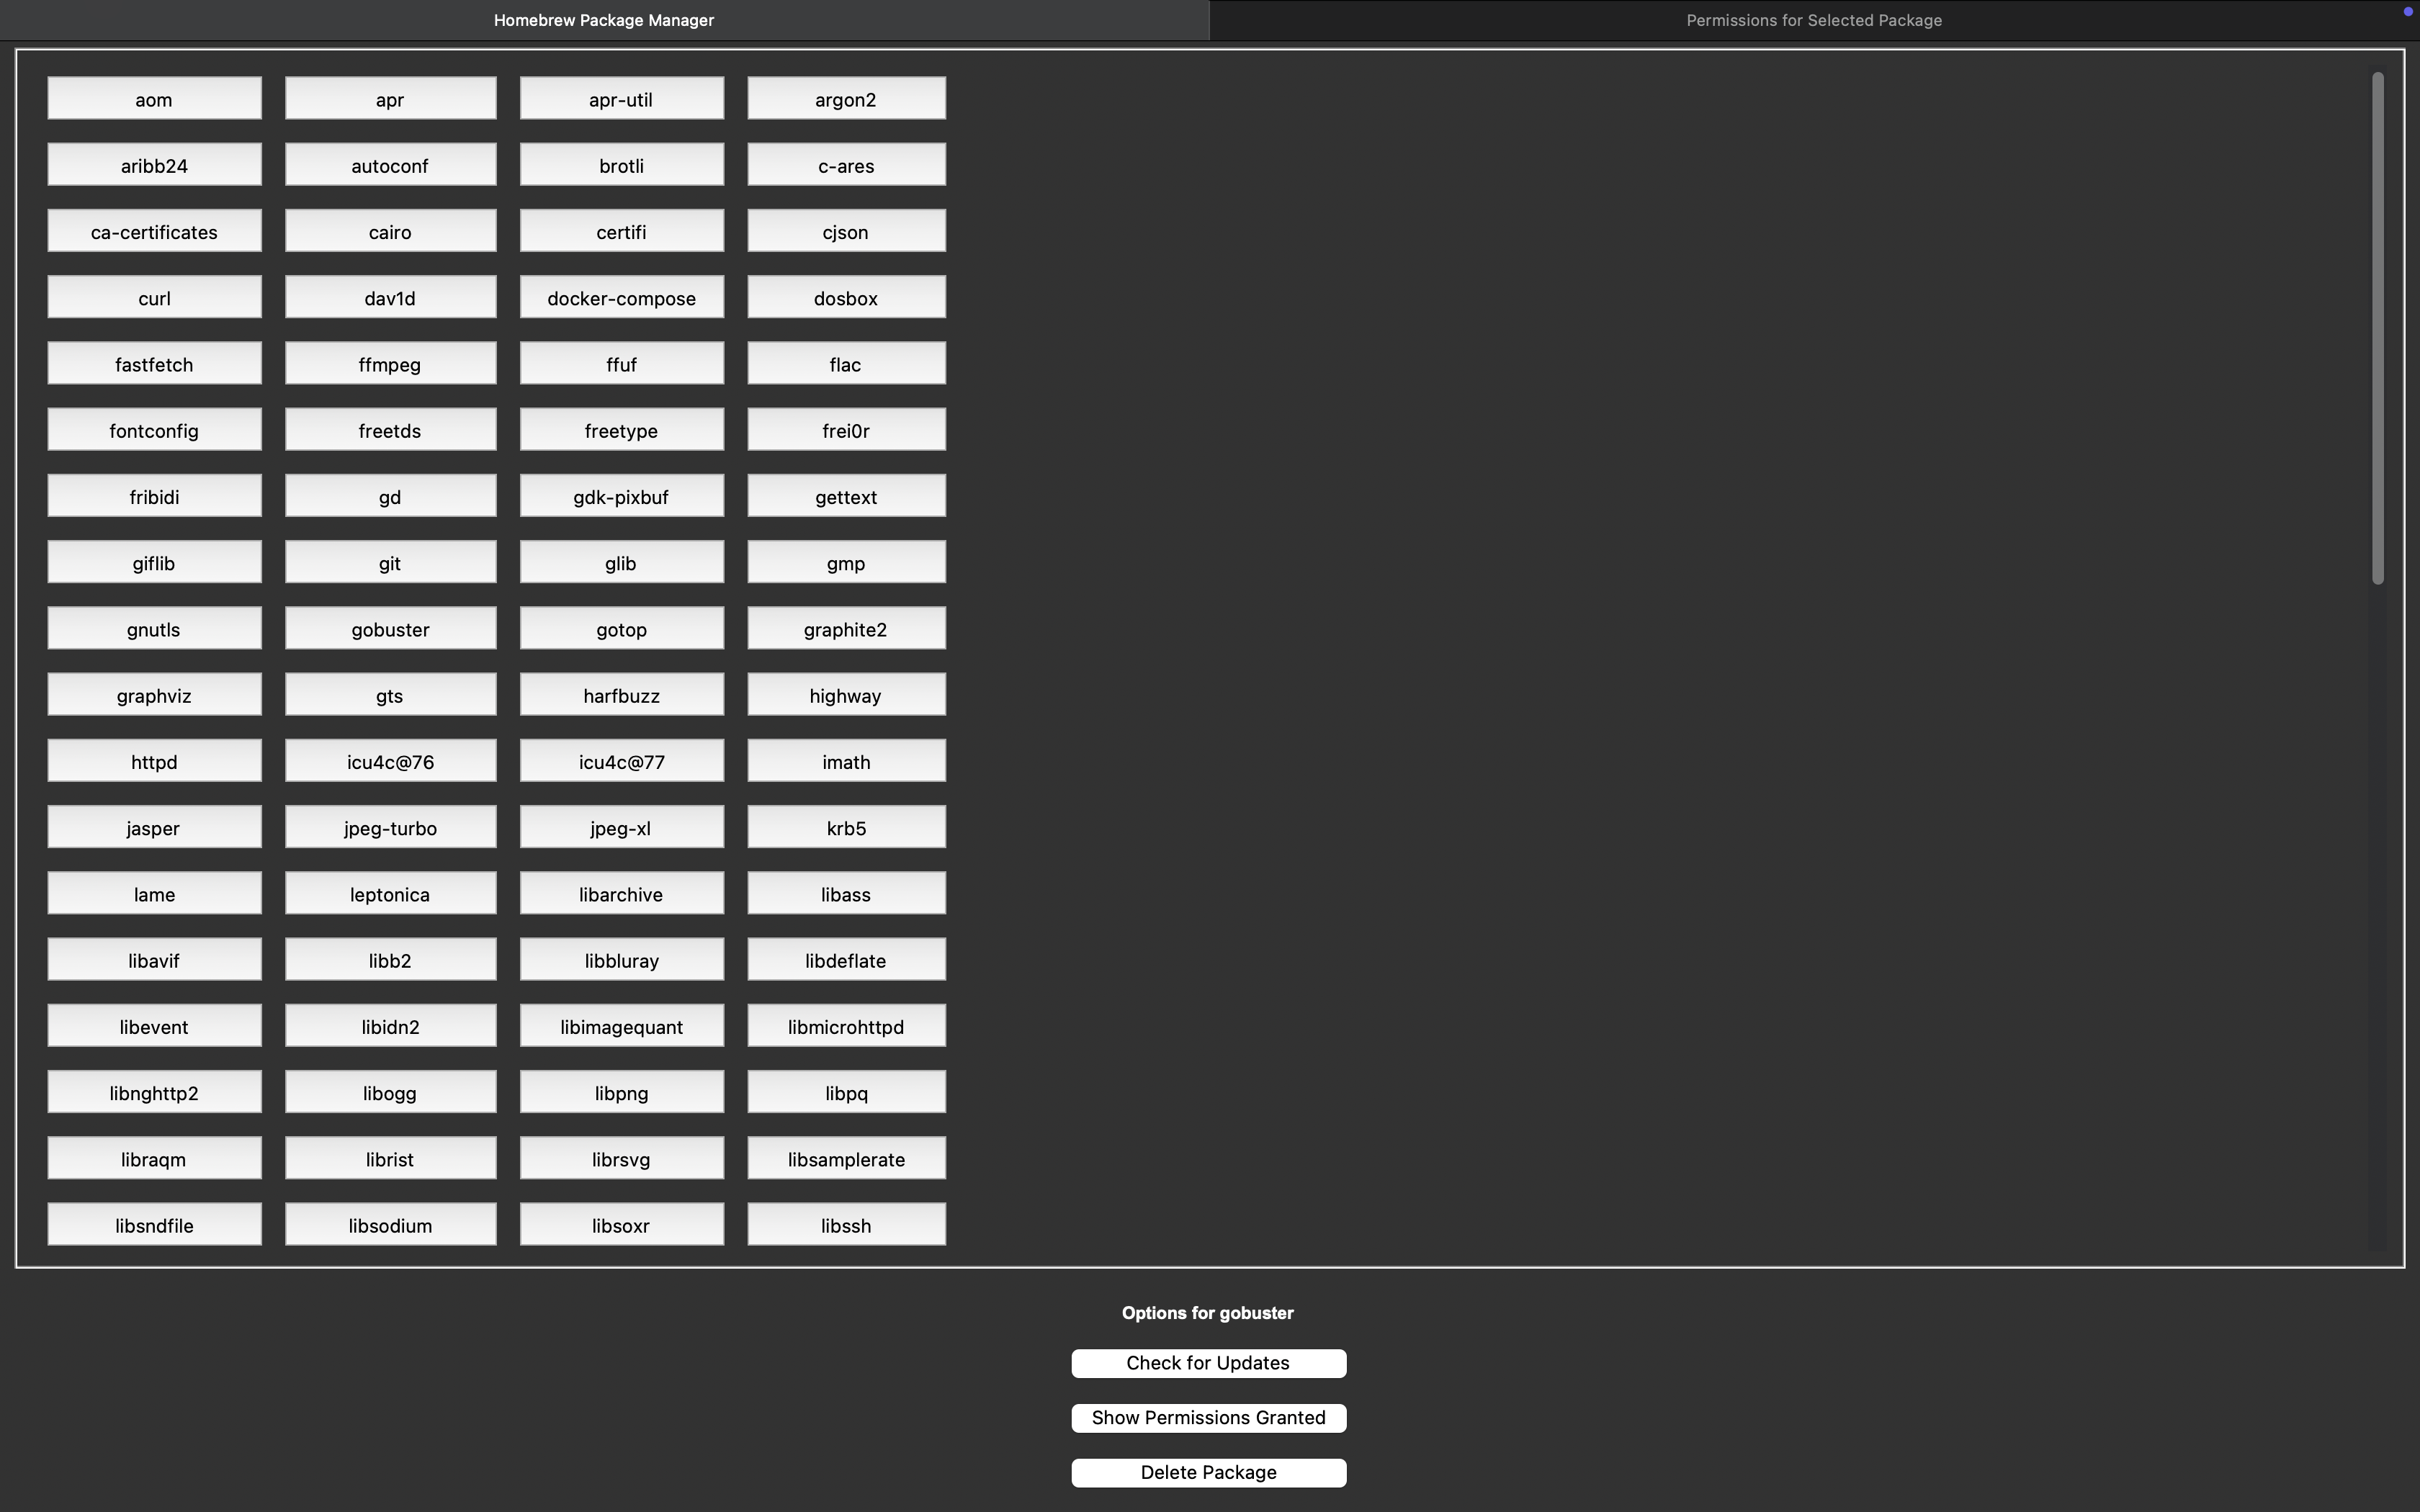 Homebrew Package Manager Permissions for Selected Package
aom apr apr-util argon2
aribb24 autoconf brotli c-ares
ca-certificates cairo certifi cjson
curl dav1d docker-compose dosbox
fastfetch ffmpeg ffuf flac
fontconfig freetds freetype frei0r
fribidi gd gdk-pixbuf gettext
giflib git glib gmp
gnutls gobuster gotop graphite2
graphviz gts harfbuzz highway
httpd icu4c@76 icu4c@77 imath
jasper jpeg-turbo jpeg-xl krb5
lame leptonica libarchive libass
libavif libb2 libbluray libdeflate
libevent libidn2 libimagequant libmicrohttpd
libnghttp2 libogg libpng libpq
libraqm librist librsvg libsamplerate
libsndfile libsodium libsoxr libssh
Options for gobuster
Check for Updates
Show Permissions Granted
Delete Package